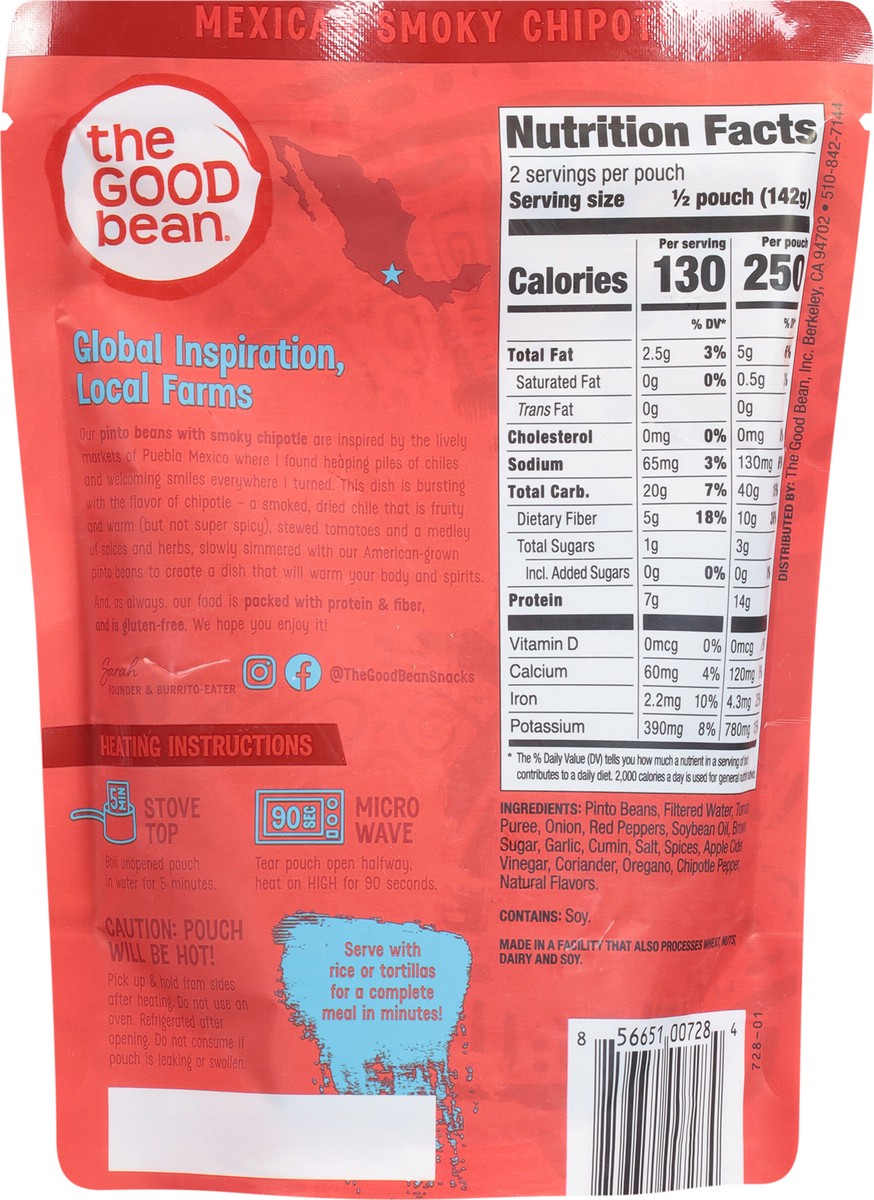 MEXICAN SMOKY CHIPOT
the
GOOD
bean.
Global Inspiration,
Local Farms
Our pinto beans with smoky chipotle are inspired by the lively
markets of Puebla Mexico where I found heaping piles of chiles
and welcoming smiles everywhere I turned. This dish is bursting
with the flavor of chipotle – a smoked, dried chile that is fruity
and warm (but not super spicy), stewed tomatoes and a medley
of spices and herbs, slowly simmered with our American-grown
pinto beans to create a dish that will warm your body and spirits.
And, as always, our food is packed with protein & fiber,
and is gluten-free. We hope you enjoy it!
Sarah
FOUNDER & BURRITO-EATER
@TheGoodBeanSnacks
HEATING INSTRUCTIONS
5 MIN
STOVE
TOP
Boil unopened pouch
in water for 5 minutes.
90 SEC
MICRO
WAVE
Tear pouch open halfway,
heat on HIGH for 90 seconds.
CAUTION: POUCH
WILL BE HOT!
Pick up & hold from sides
after heating. Do not use an
oven. Refrigerated after
opening. Do not consume if
pouch is leaking or swollen.
Serve with
rice or tortillas
for a complete
meal in minutes!
Nutrition Facts
2 servings per pouch
Serving size ½ pouch (142g)
Per serving Per pouch
Calories 130 250
% DV*
Total Fat 2.5g 3% 5g
Saturated Fat 0g 0% 0.5g
Trans Fat 0g 0g
Cholesterol 0mg 0% 0mg
Sodium 65mg 3% 130mg
Total Carb. 20g 7% 40g
Dietary Fiber 5g 18% 10g
Total Sugars 1g 3g
Incl. Added Sugars 0g 0% 0g
Protein 7g 14g
Vitamin D 0mcg 0% 0mcg
Calcium 60mg 4% 120mg
Iron 2.2mg 10% 4.3mg
Potassium 390mg 8% 780mg
* The % Daily Value (DV) tells you how much a nutrient in a serving of
contributes to a daily diet. 2,000 calories a day is used for general
INGREDIENTS: Pinto Beans, Filtered Water,
Puree, Onion, Red Peppers, Soybean Oil, Brown
Sugar, Garlic, Cumin, Salt, Spices, Apple Cider
Vinegar, Coriander, Oregano, Chipotle Pepper,
Natural Flavors.
CONTAINS: Soy.
MADE IN A FACILITY THAT ALSO PROCESSES WHEAT, NUTS,
DAIRY AND SOY.
DISTRIBUTED BY: The Good Bean, Inc. Berkeley, CA 94702 • 510-842-7144
8 56651 00728 4
728-01